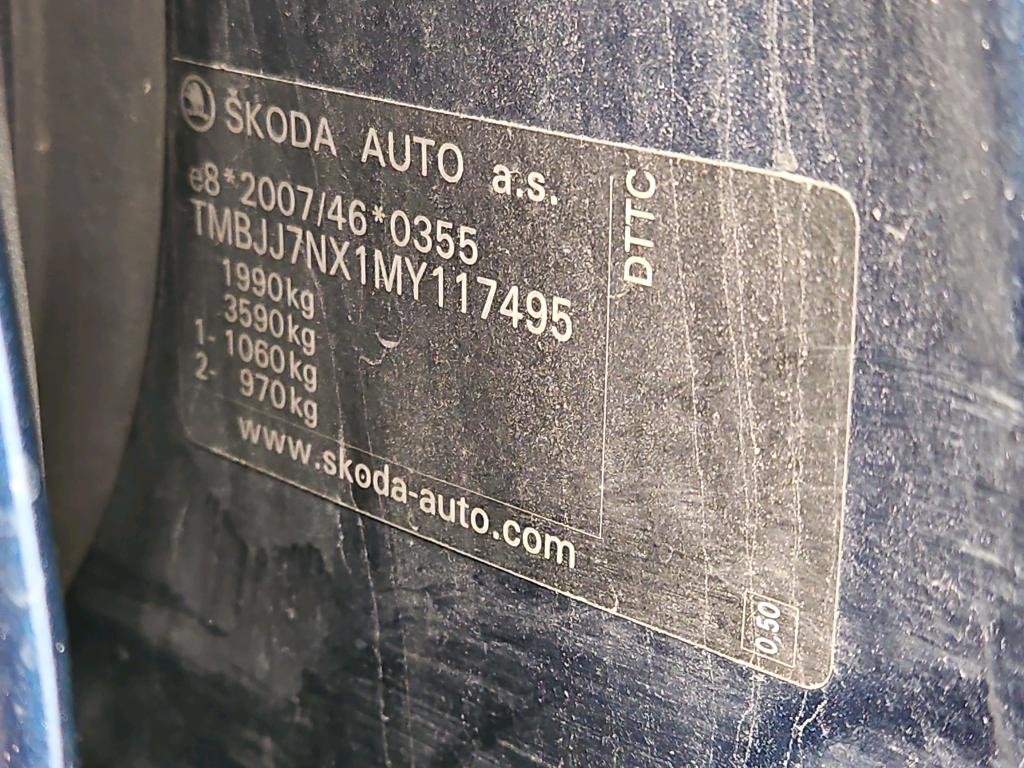 ŠKODA AUTO a.s.
e8*2007/46*0355
TMBJJ7NX1MY117495
1990kg
3590kg
1- 1060kg
2- 970kg
www.skoda-auto.com
DTTC
0.50